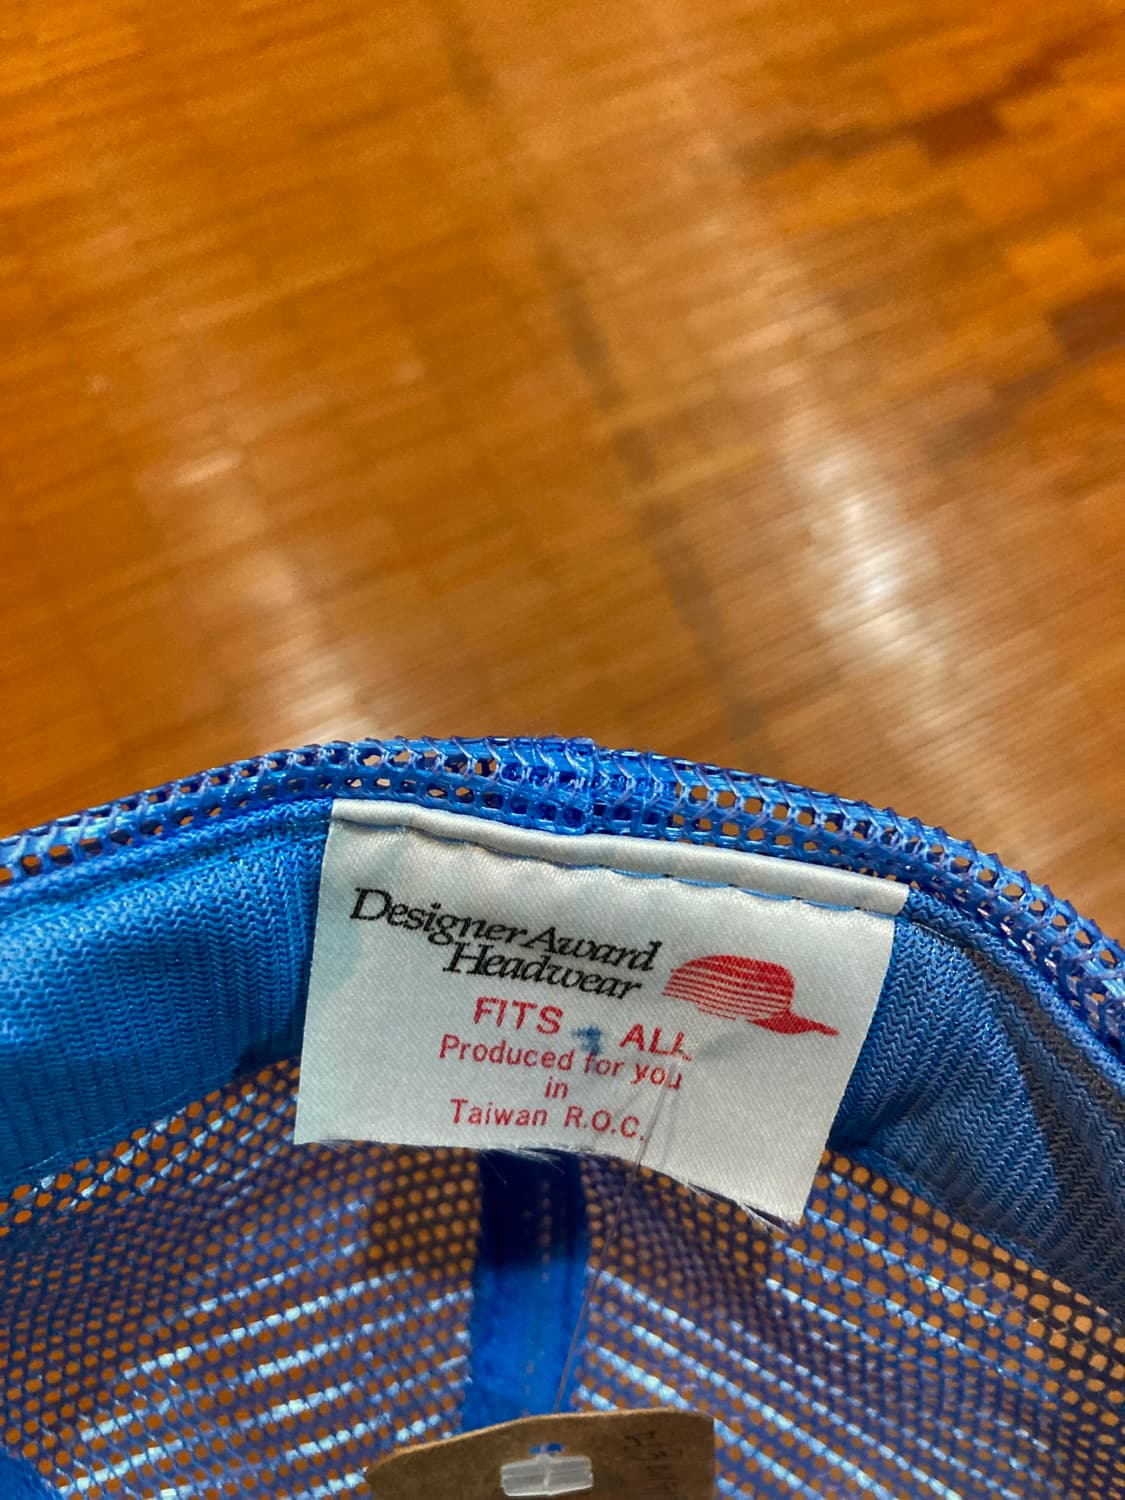 Designer Award
Headwear
FITS ALL
Produced for you
in
Taiwan R.O.C.